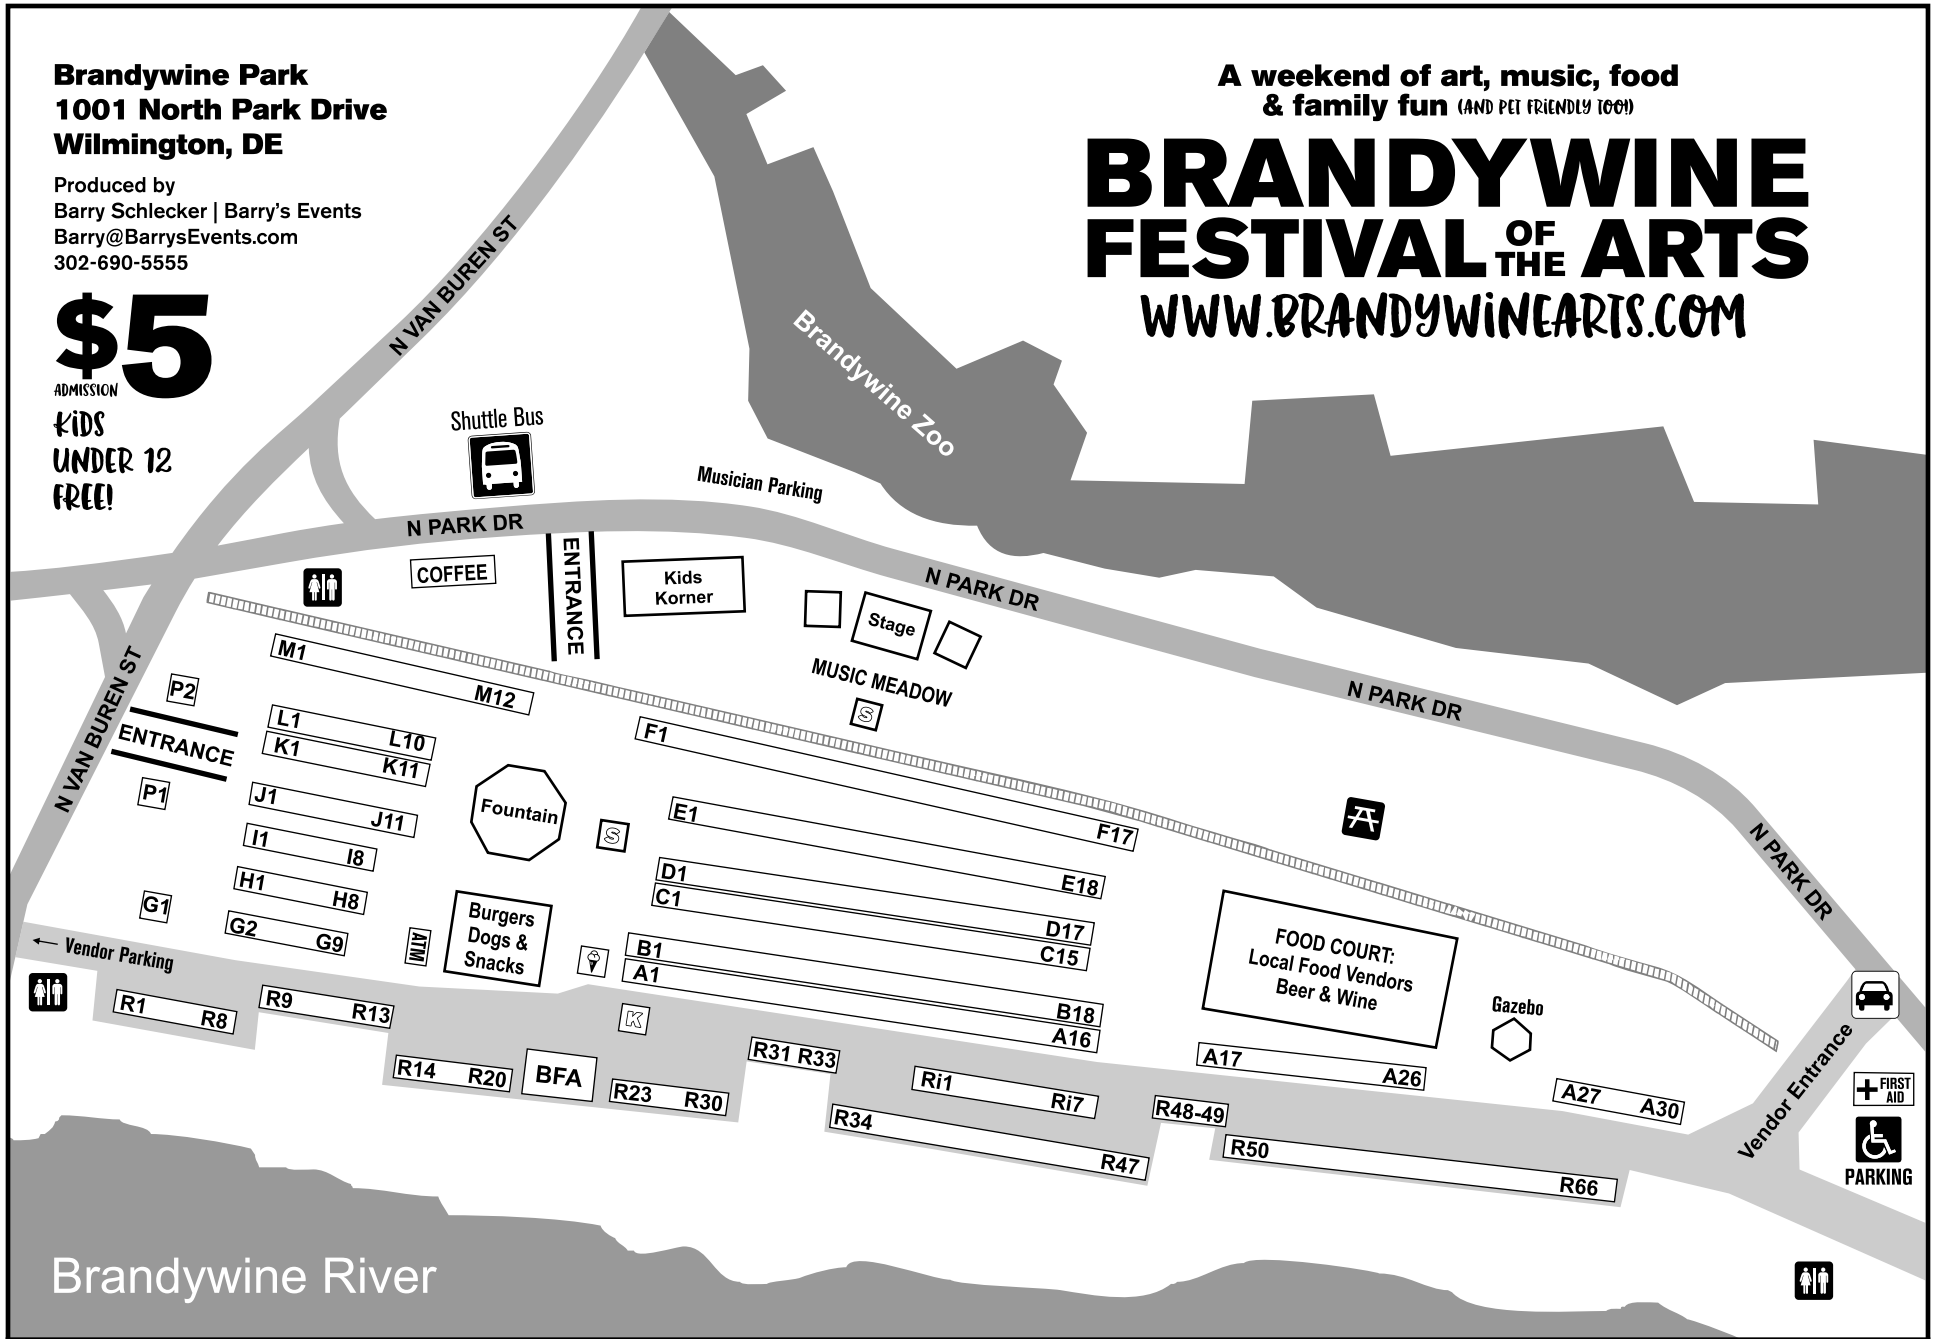 Brandywine Park
1001 North Park Drive
Wilmington, DE
Produced by
Barry Schlecker | Barry's Events
Barry@BarrysEvents.com
302-690-5555
$5
ADMISSION
KiDS
UNDER 12
FREE!
A weekend of art, music, food
& family fun (AND PET FRiENDLY TOO!)
BRANDYWINE
FESTIVAL OF THE ARTS
WWW.BRANDYWiNEARTS.COM
N VAN BUREN ST
Brandywine Zoo
Shuttle Bus
Musician Parking
N PARK DR
N PARK DR
N PARK DR
N PARK DR
COFFEE
ENTRANCE
Kids
Korner
Stage
MUSIC MEADOW
S
M1 M12
P2
ENTRANCE
P1
N VAN BUREN ST
L1 L10
K1 K11
J1 J11
I1 I8
H1 H8
G1
G2 G9
Fountain
S
Burgers
Dogs &
Snacks
ATM
F1 F17
E1 E18
D1 D17
C1 C15
B1 B18
A1 A16
FOOD COURT:
Local Food Vendors
Beer & Wine
Gazebo
A17 A26
A27 A30
Vendor Entrance
+ FIRST
AID
PARKING
← Vendor Parking
R1 R8
R9 R13
R14 R20
BFA
K
R23 R30
R31 R33
Ri1 Ri7
R34 R47
R48-49
R50 R66
Brandywine River